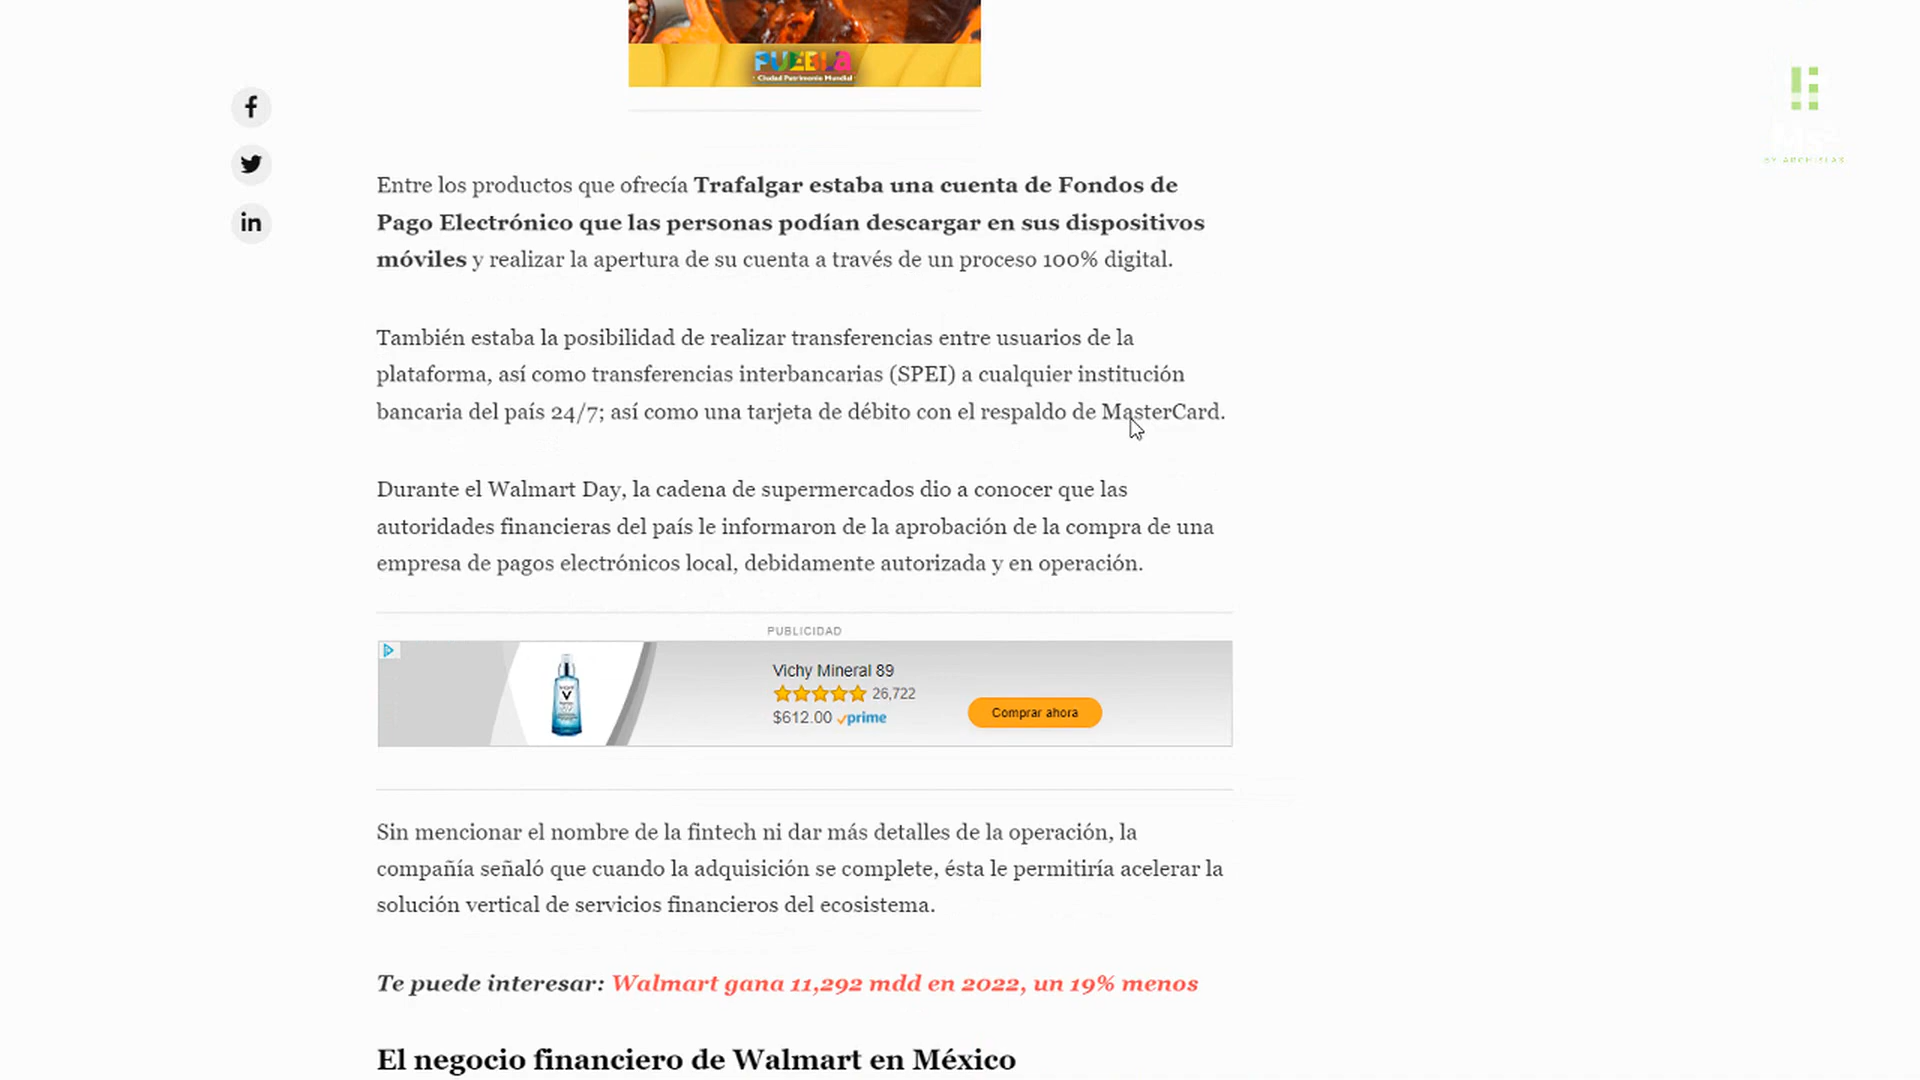 PUEBLA
Ciudad Patrimonio Mundial
Entre los productos que ofrecía Trafalgar estaba una cuenta de Fondos de
Pago Electrónico que las personas podían descargar en sus dispositivos
móviles y realizar la apertura de su cuenta a través de un proceso 100% digital.
También estaba la posibilidad de realizar transferencias entre usuarios de la
plataforma, así como transferencias interbancarias (SPEI) a cualquier institución
bancaria del país 24/7; así como una tarjeta de débito con el respaldo de MasterCard.
Durante el Walmart Day, la cadena de supermercados dio a conocer que las
autoridades financieras del país le informaron de la aprobación de la compra de una
empresa de pagos electrónicos local, debidamente autorizada y en operación.
PUBLICIDAD
VICHY
Vichy Mineral 89
26,722
$612.00 prime
Comprar ahora
Sin mencionar el nombre de la fintech ni dar más detalles de la operación, la
compañía señaló que cuando la adquisición se complete, ésta le permitiría acelerar la
solución vertical de servicios financieros del ecosistema.
Te puede interesar: Walmart gana 11,292 mdd en 2022, un 19% menos
El negocio financiero de Walmart en México